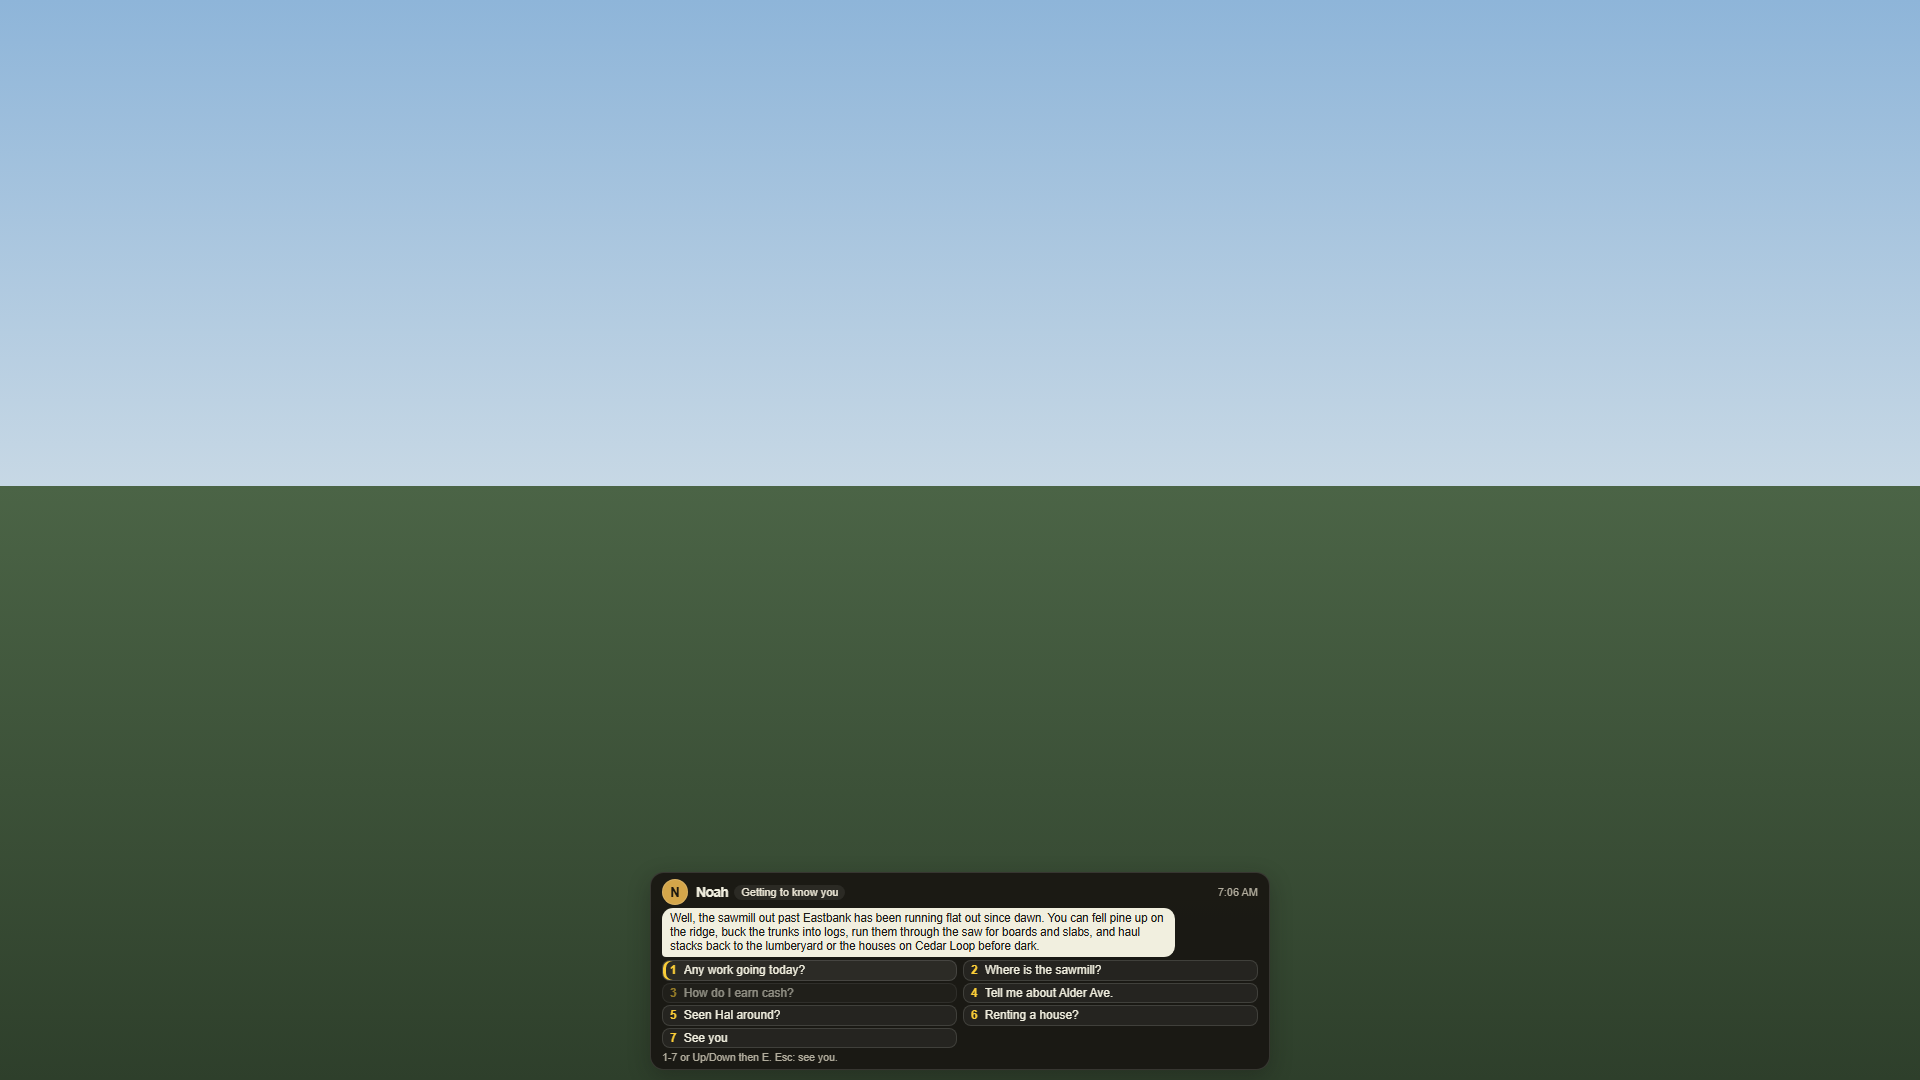 N Noah Getting to know you 7:06 AM
Well, the sawmill out past Eastbank has been running flat out since dawn. You can fell pine up on
the ridge, buck the trunks into logs, run them through the saw for boards and slabs, and haul
stacks back to the lumberyard or the houses on Cedar Loop before dark.
1 Any work going today?
2 Where is the sawmill?
3 How do I earn cash?
4 Tell me about Alder Ave.
5 Seen Hal around?
6 Renting a house?
7 See you
1-7 or Up/Down then E. Esc: see you.